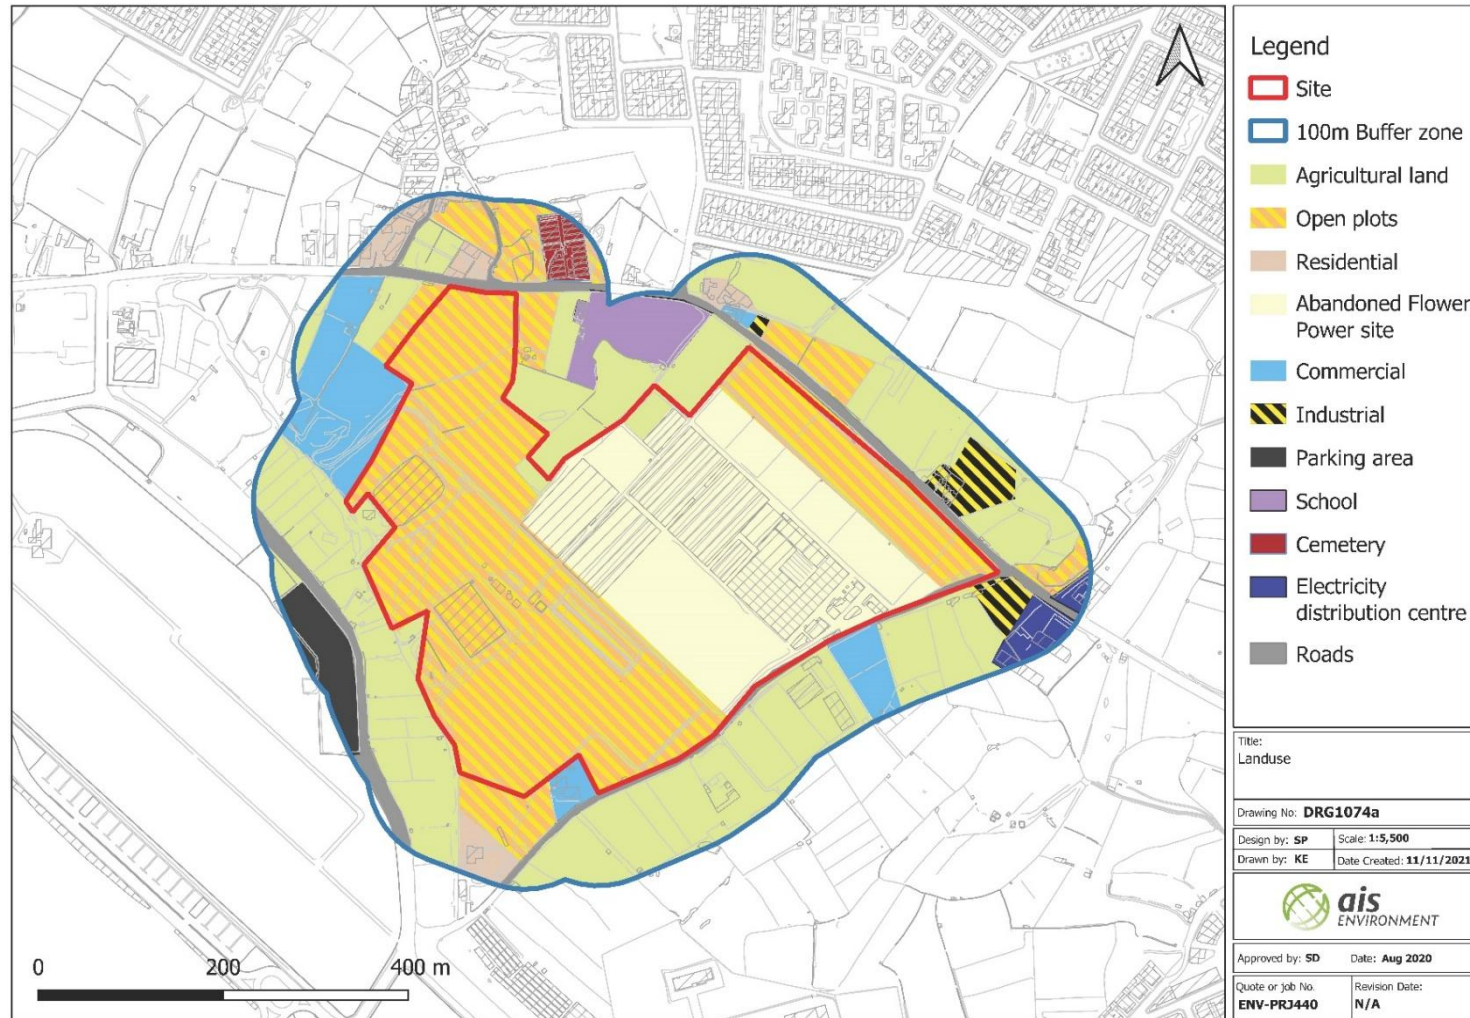 Legend
Site
100m Buffer zone
Agricultural land
Open plots
Residential
Abandoned Flower
Power site
Commercial
Industrial
Parking area
School
Cemetery
Electricity
distribution centre
Roads
Title:
Landuse
Drawing No: DRG1074a
Design by: SP Scale: 1:5,500
Drawn by: KE Date Created: 11/11/2021
ais
ENVIRONMENT
Approved by: SD Date: Aug 2020
Quote or job No. Revision Date:
ENV-PRJ440 N/A
0 200 400 m